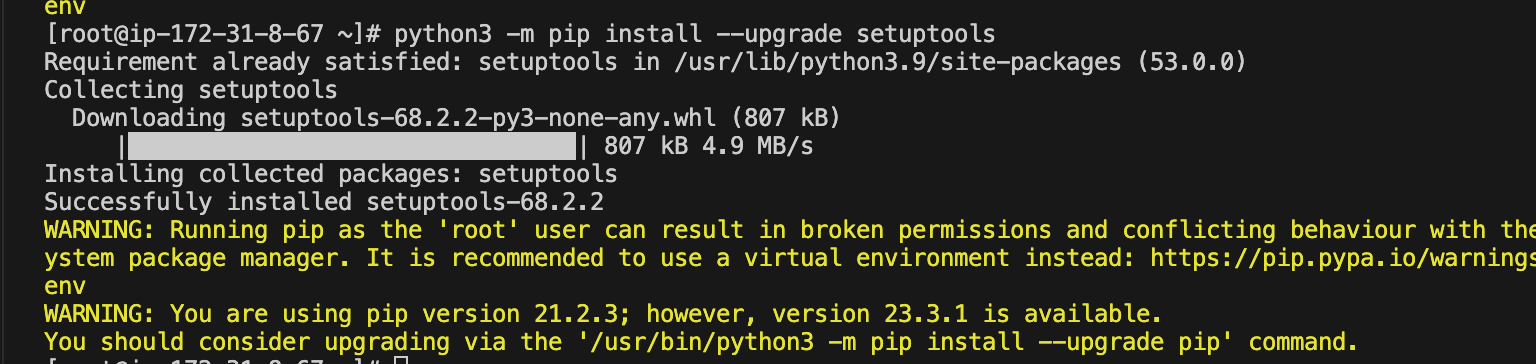 env
[root@ip-172-31-8-67 ~]# python3 -m pip install --upgrade setuptools
Requirement already satisfied: setuptools in /usr/lib/python3.9/site-packages (53.0.0)
Collecting setuptools
  Downloading setuptools-68.2.2-py3-none-any.whl (807 kB)
     |████████████████████████████████| 807 kB 4.9 MB/s
Installing collected packages: setuptools
Successfully installed setuptools-68.2.2
WARNING: Running pip as the 'root' user can result in broken permissions and conflicting behaviour with the
ystem package manager. It is recommended to use a virtual environment instead: https://pip.pypa.io/warnings
env
WARNING: You are using pip version 21.2.3; however, version 23.3.1 is available.
You should consider upgrading via the '/usr/bin/python3 -m pip install --upgrade pip' command.
[root@ip-172-31-8-67 ~]#